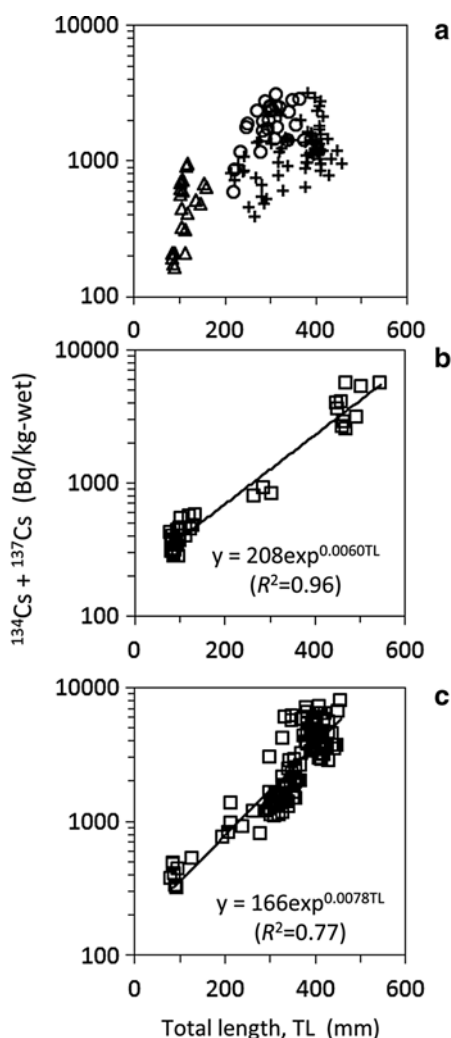 a
10000
1000
100
0 200 400 600
b
10000
1000
100
y = 208exp^0.0060TL
(R²=0.96)
0 200 400 600
c
10000
1000
100
y = 166exp^0.0078TL
(R²=0.77)
0 200 400 600
¹³⁴Cs + ¹³⁷Cs (Bq/kg-wet)
Total length, TL (mm)